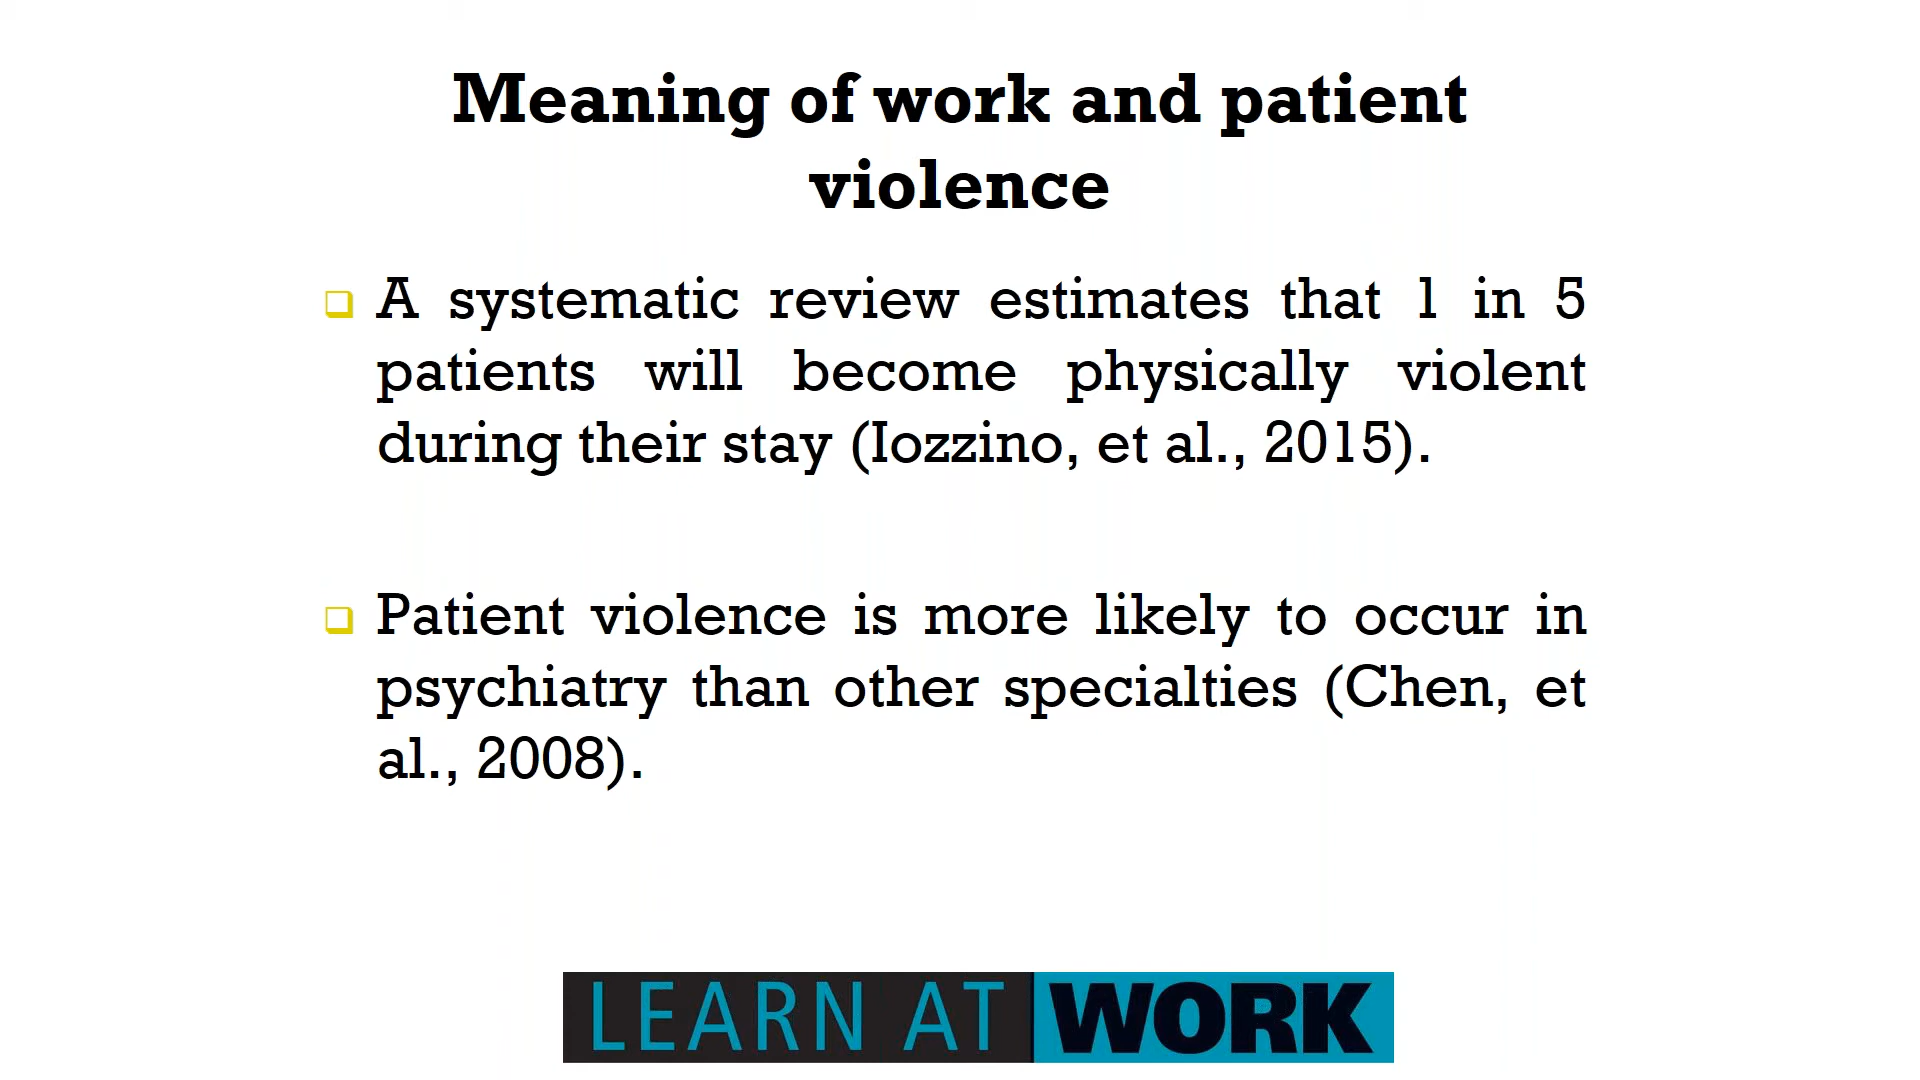 Meaning of work and patient
violence
A systematic review estimates that 1 in 5
patients will become physically violent
during their stay (Iozzino, et al., 2015).
Patient violence is more likely to occur in
psychiatry than other specialties (Chen, et
al., 2008).
LEARN AT WORK